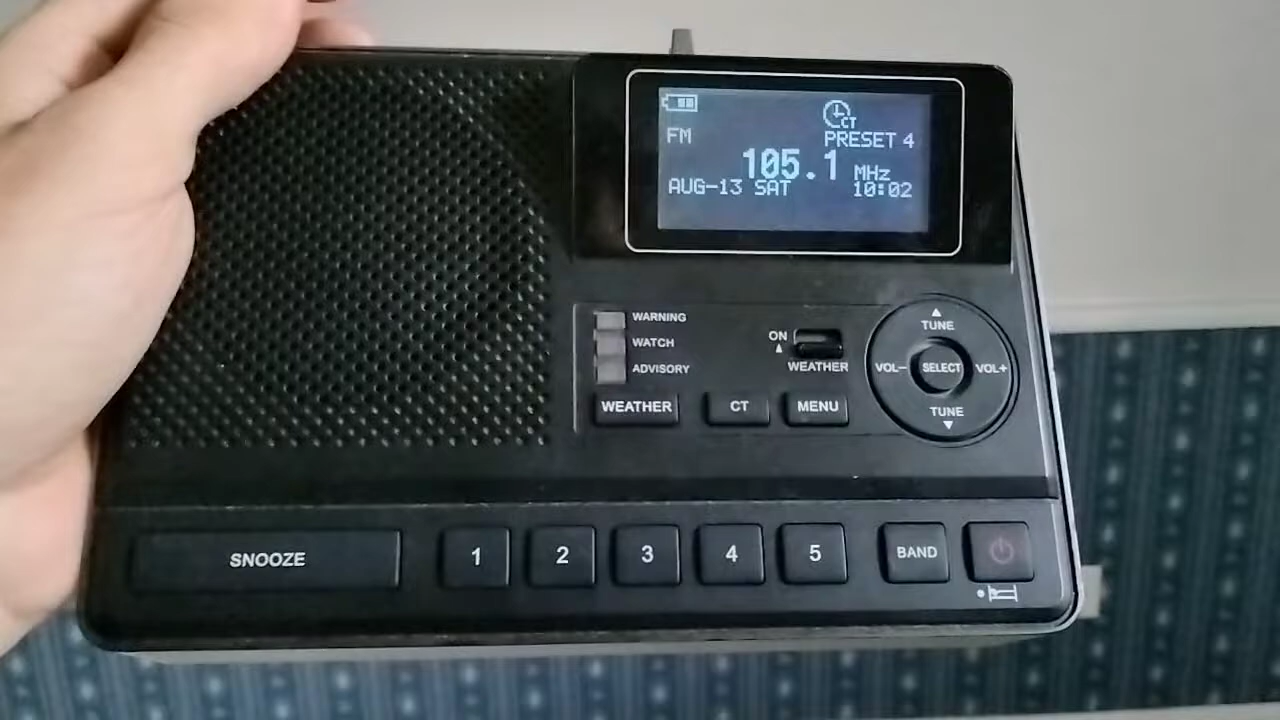 CT
FM PRESET 4
105.1 MHz
AUG-13 SAT 10:02
WARNING
WATCH
ADVISORY
ON
WEATHER
WEATHER CT MENU
TUNE
VOL- SELECT VOL+
TUNE
SNOOZE 1 2 3 4 5 BAND